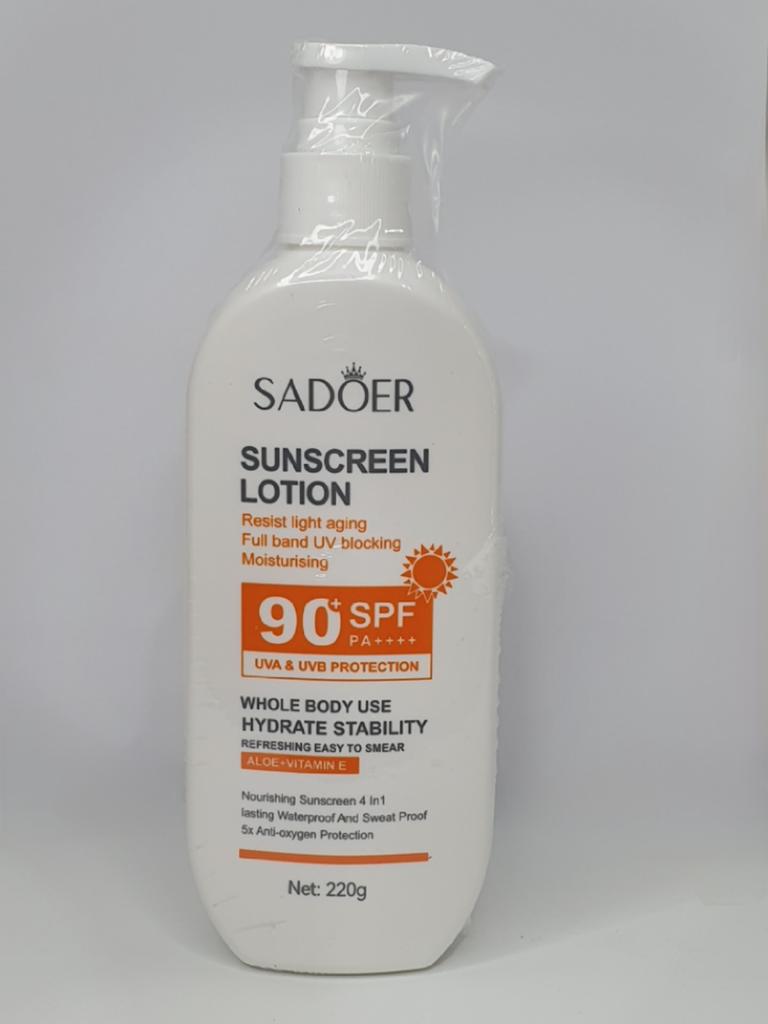 SADOER
SUNSCREEN
LOTION
Resist light aging
Full band UV blocking
Moisturising
90+ SPF
PA++++
UVA & UVB PROTECTION
WHOLE BODY USE
HYDRATE STABILITY
REFRESHING EASY TO SMEAR
ALOE+VITAMIN E
Nourishing Sunscreen 4 In1
lasting Waterproof And Sweat Proof
5x Anti-oxygen Protection
Net: 220g